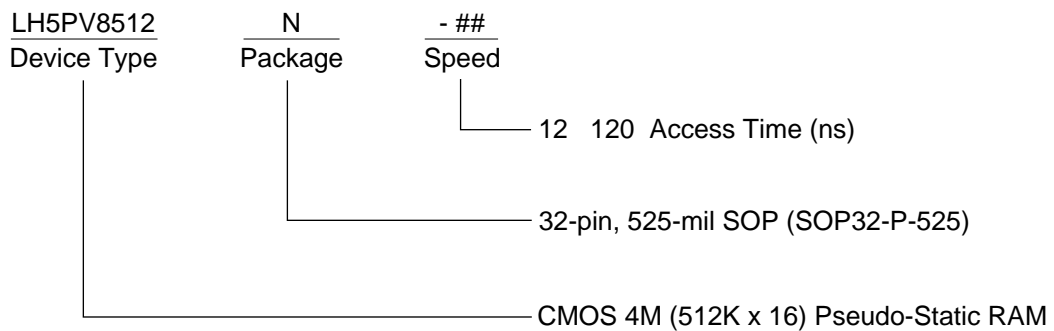 LH5PV8512 N - ##
Device Type Package Speed
12 120 Access Time (ns)
32-pin, 525-mil SOP (SOP32-P-525)
CMOS 4M (512K x 16) Pseudo-Static RAM